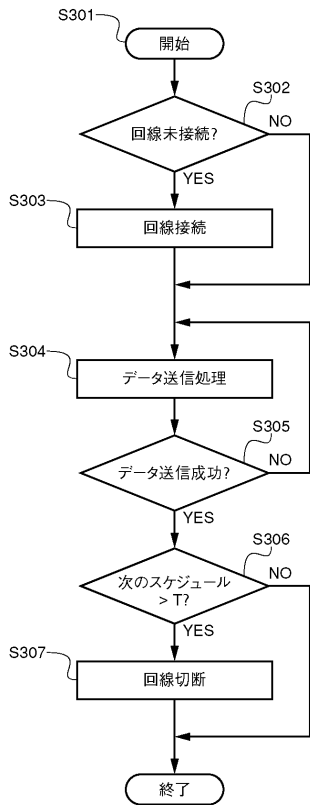 S301
開始
S302
回線未接続?
NO
YES
S303
回線接続
S304
データ送信処理
S305
データ送信成功?
NO
YES
S306
次のスケジュール
> T?
NO
YES
S307
回線切断
終了